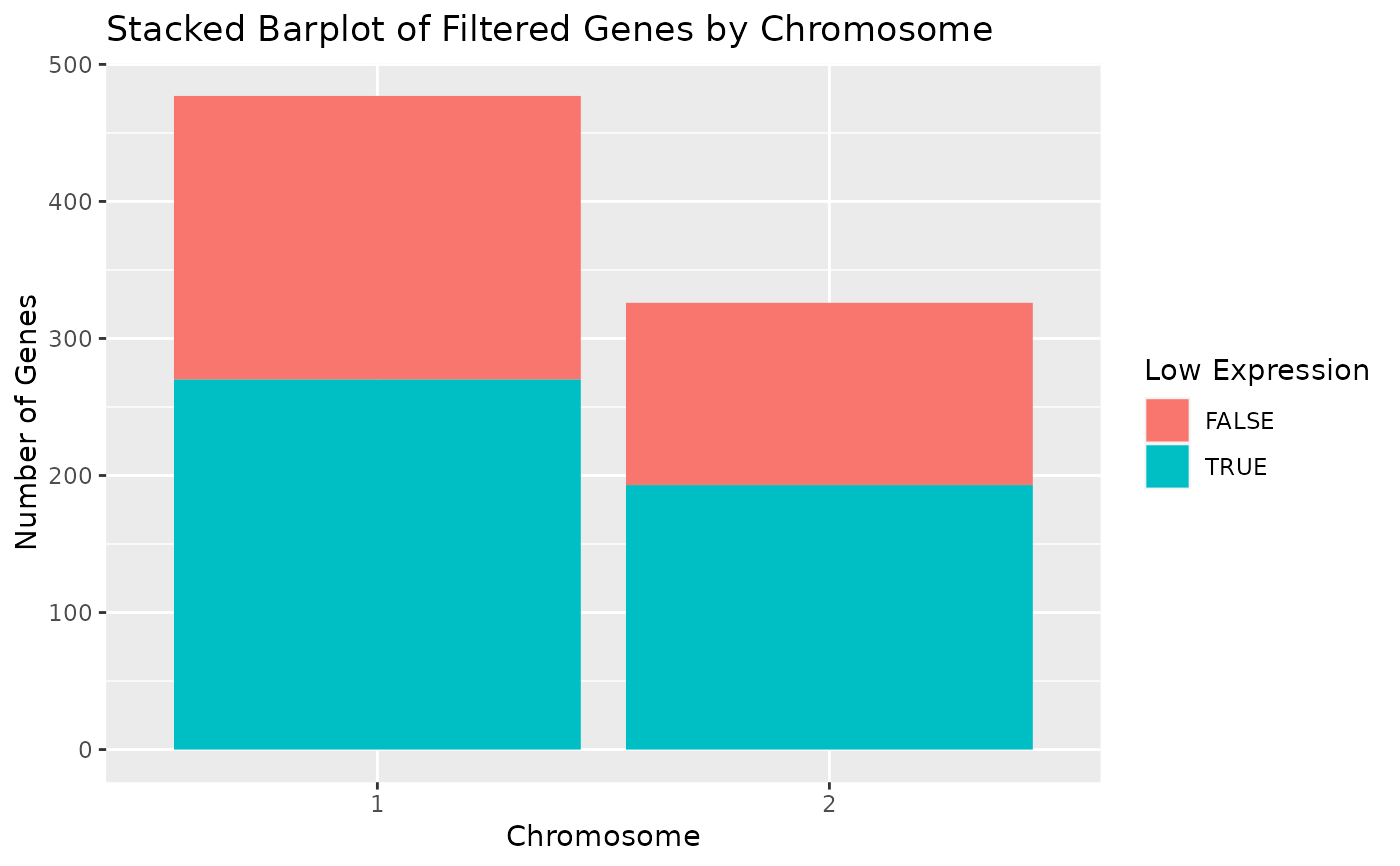 Stacked Barplot of Filtered Genes by Chromosome
500
400
300
200
100
0
Number of Genes
1
2
Chromosome
Low Expression
FALSE
TRUE